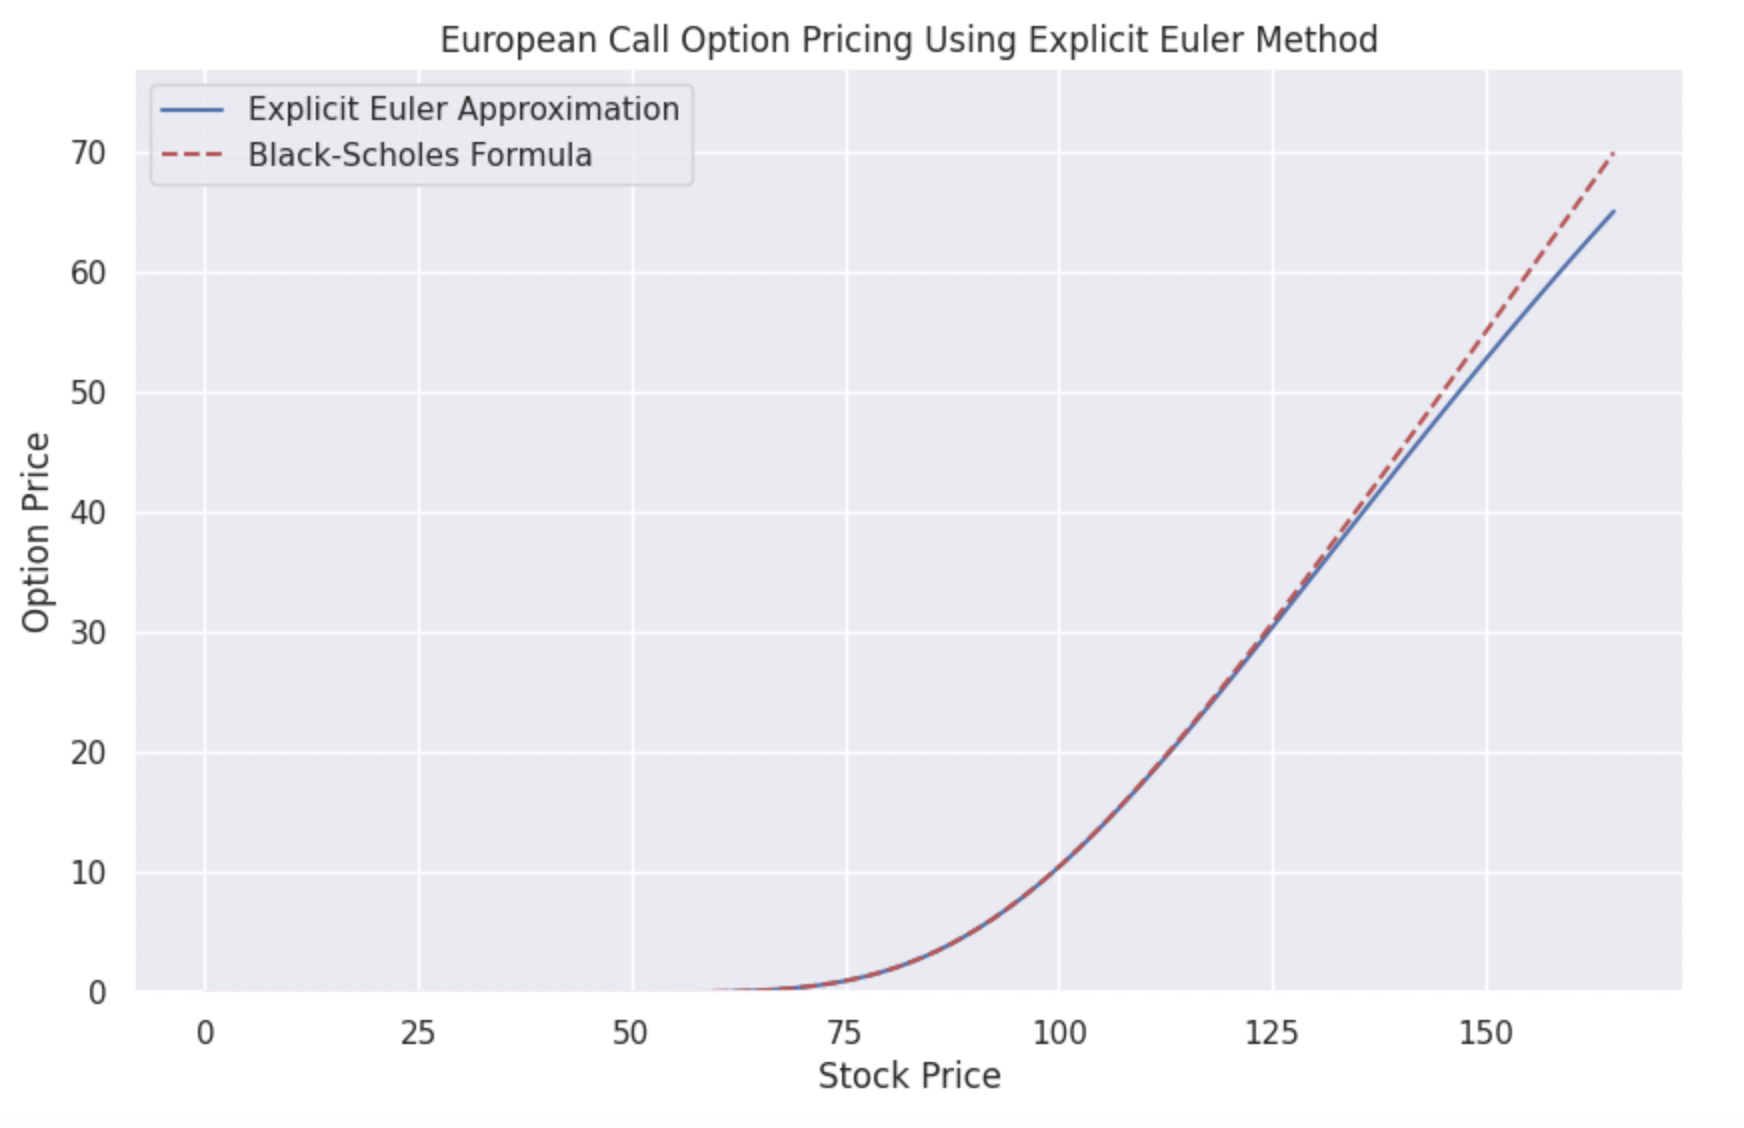 European Call Option Pricing Using Explicit Euler Method
Explicit Euler Approximation
Black-Scholes Formula
70
60
50
40
30
20
10
0
Option Price
0 25 50 75 100 125 150
Stock Price